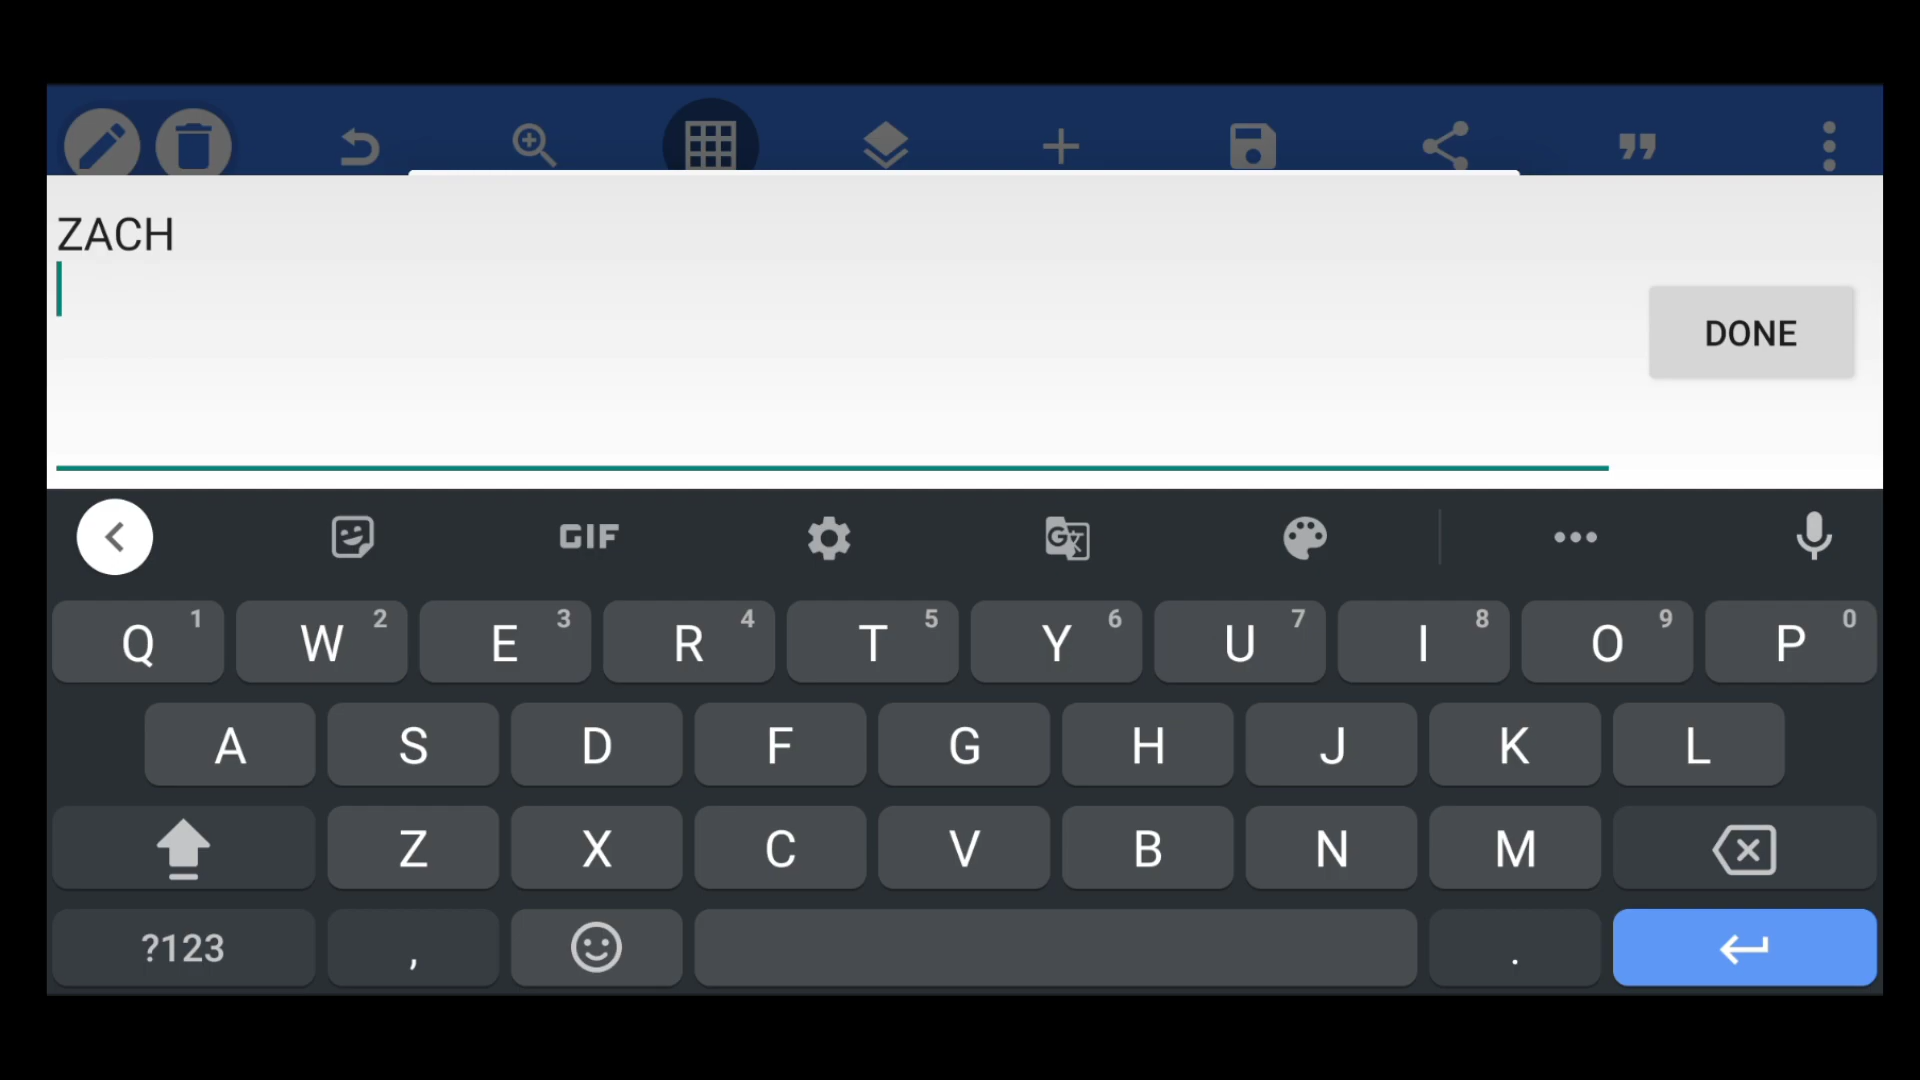 ZACH
DONE
GIF
Q 1 W 2 E 3 R 4 T 5 Y 6 U 7 I 8 O 9 P 0
A S D F G H J K L
Z X C V B N M
?123 , .